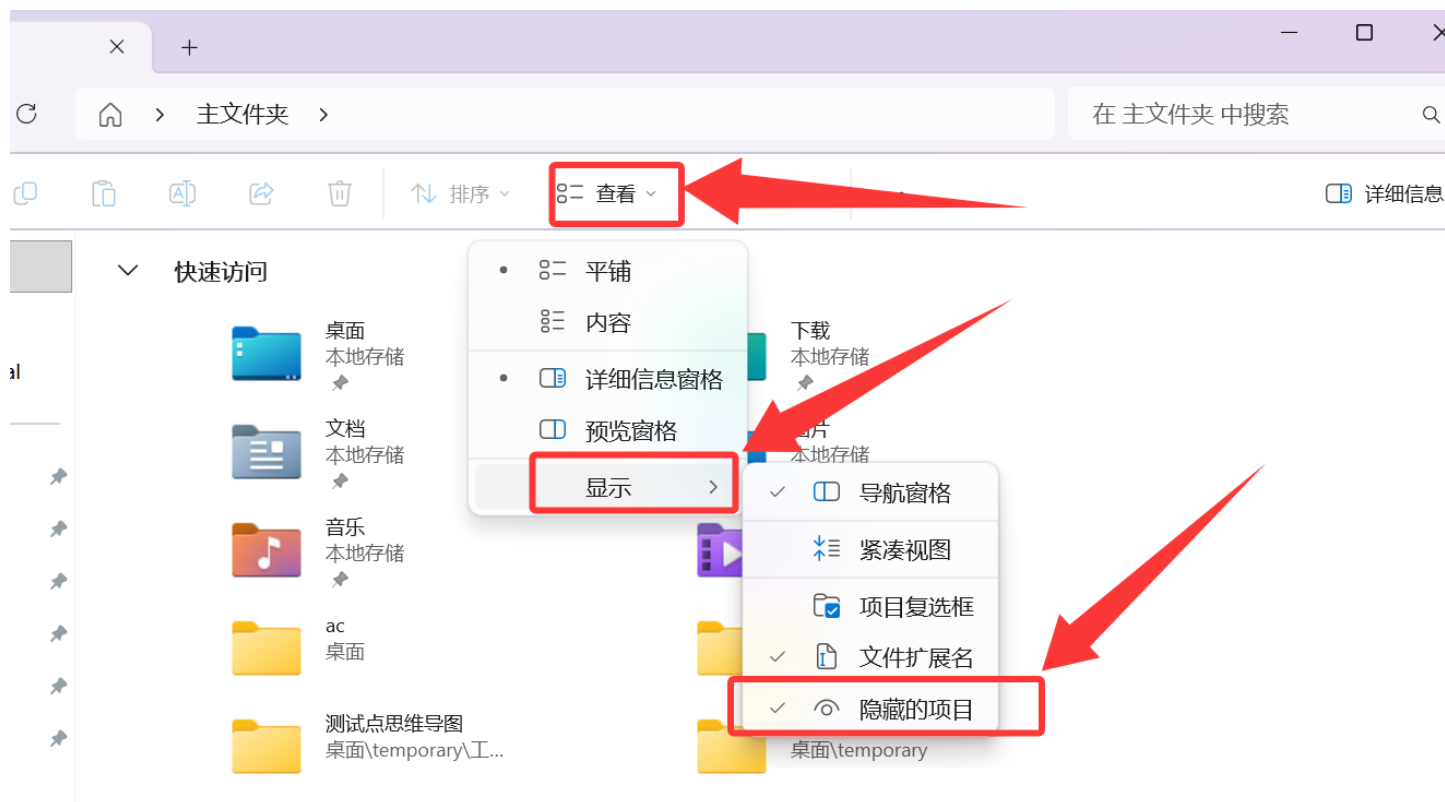 主文件夹
在 主文件夹 中搜索
排序
查看
详细信息
快速访问
平铺
内容
详细信息窗格
预览窗格
显示
导航窗格
紧凑视图
项目复选框
文件扩展名
隐藏的项目
al
桌面
本地存储
下载
本地存储
文档
本地存储
图片
本地存储
音乐
本地存储
ac
桌面
测试点思维导图
桌面\temporary\工...
桌面\temporary